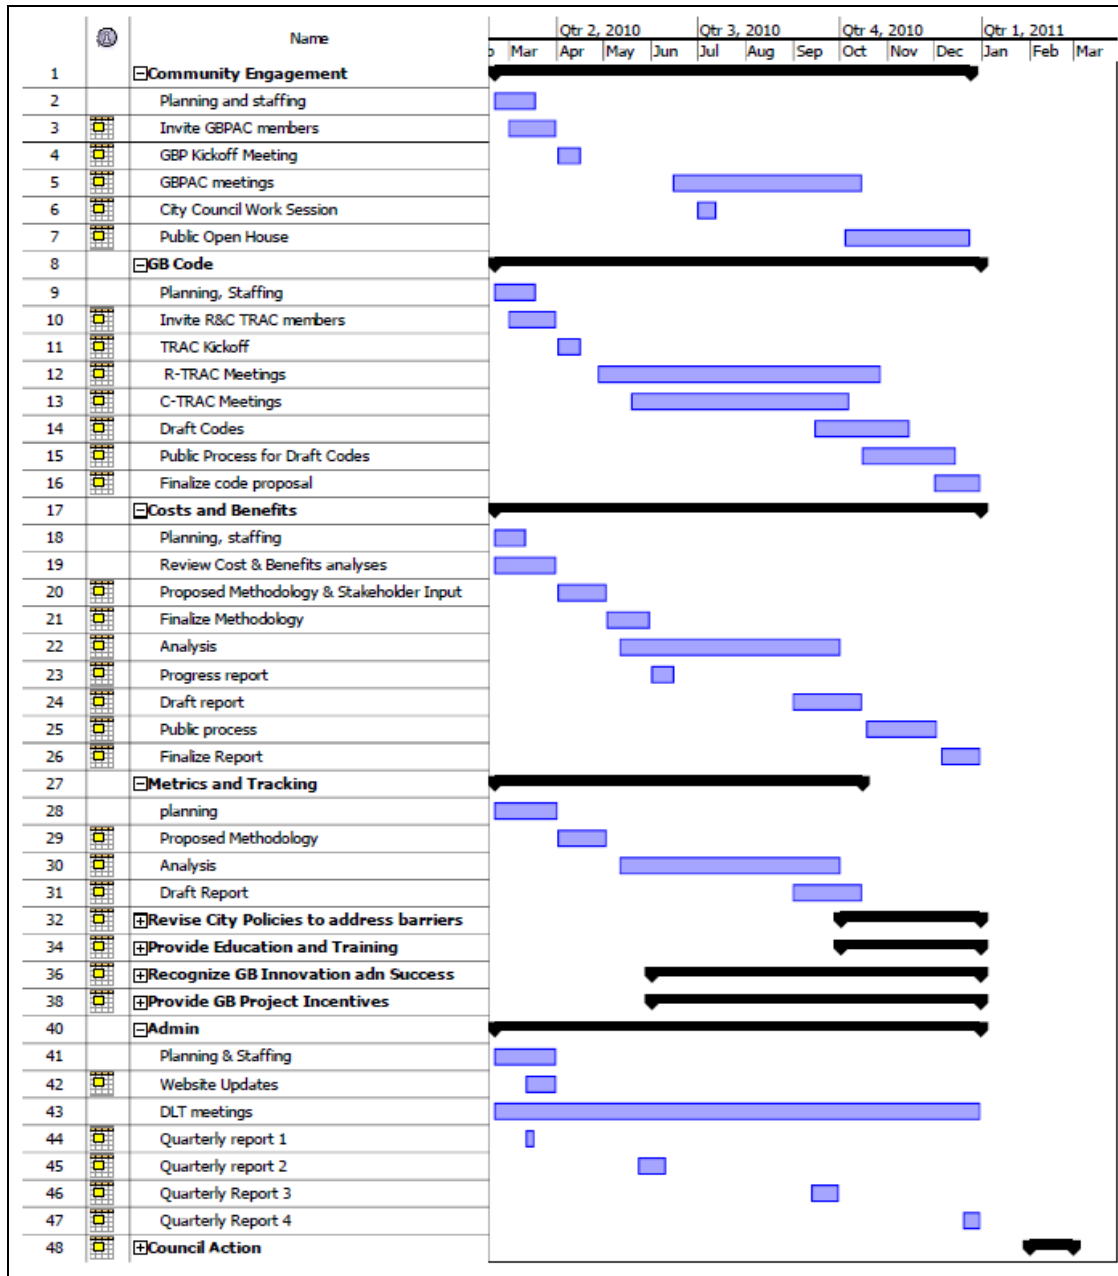 Qtr 2, 2010 Qtr 3, 2010 Qtr 4, 2010 Qtr 1, 2011
Name
Mar Apr May Jun Jul Aug Sep Oct Nov Dec Jan Feb Mar
1 Community Engagement
2 Planning and staffing
3 Invite GBPAC members
4 GBP Kickoff Meeting
5 GBPAC meetings
6 City Council Work Session
7 Public Open House
8 GB Code
9 Planning, Staffing
10 Invite R&C TRAC members
11 TRAC Kickoff
12 R-TRAC Meetings
13 C-TRAC Meetings
14 Draft Codes
15 Public Process for Draft Codes
16 Finalize code proposal
17 Costs and Benefits
18 Planning, staffing
19 Review Cost & Benefits analyses
20 Proposed Methodology & Stakeholder Input
21 Finalize Methodology
22 Analysis
23 Progress report
24 Draft report
25 Public process
26 Finalize Report
27 Metrics and Tracking
28 planning
29 Proposed Methodology
30 Analysis
31 Draft Report
32 Revise City Policies to address barriers
34 Provide Education and Training
36 Recognize GB Innovation adn Success
38 Provide GB Project Incentives
40 Admin
41 Planning & Staffing
42 Website Updates
43 DLT meetings
44 Quarterly report 1
45 Quarterly report 2
46 Quarterly Report 3
47 Quarterly Report 4
48 Council Action